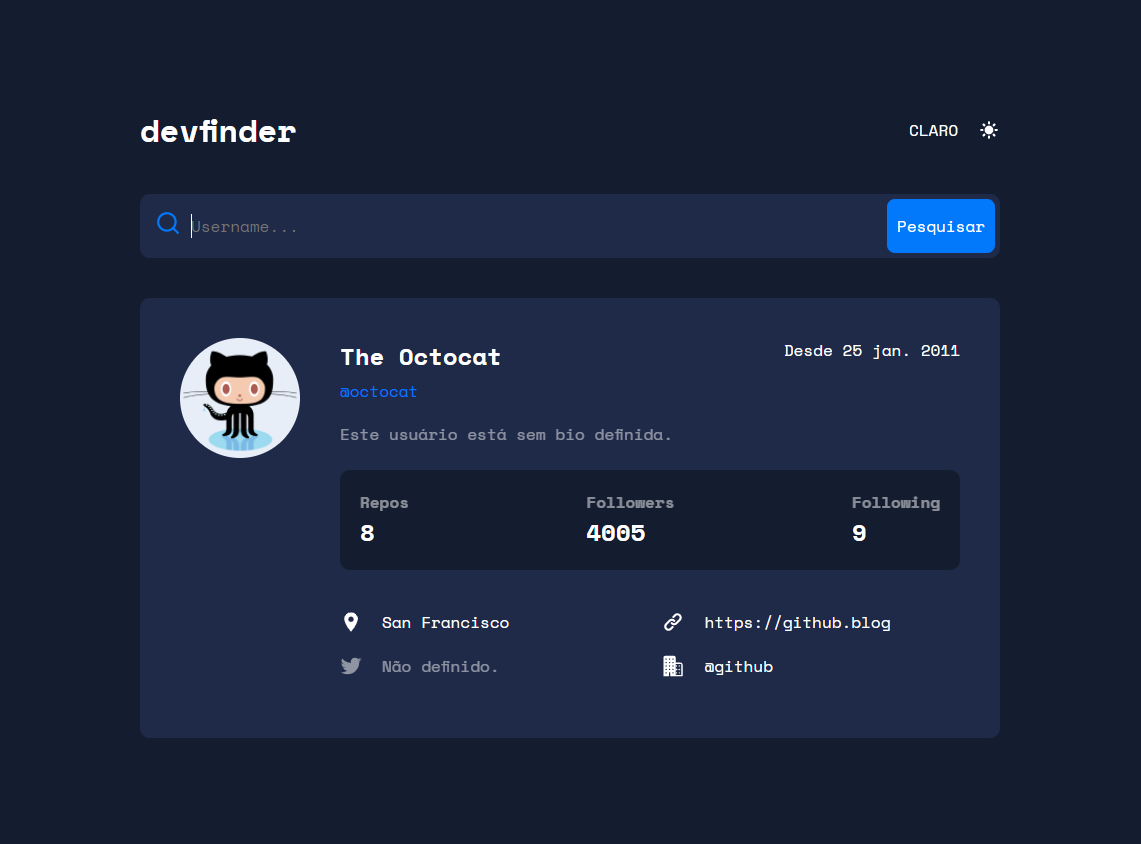 devfinder
CLARO
Username...
Pesquisar
The Octocat
Desde 25 jan. 2011
@octocat
Este usuário está sem bio definida.
Repos Followers Following
8 4005 9
San Francisco https://github.blog
Não definido. @github